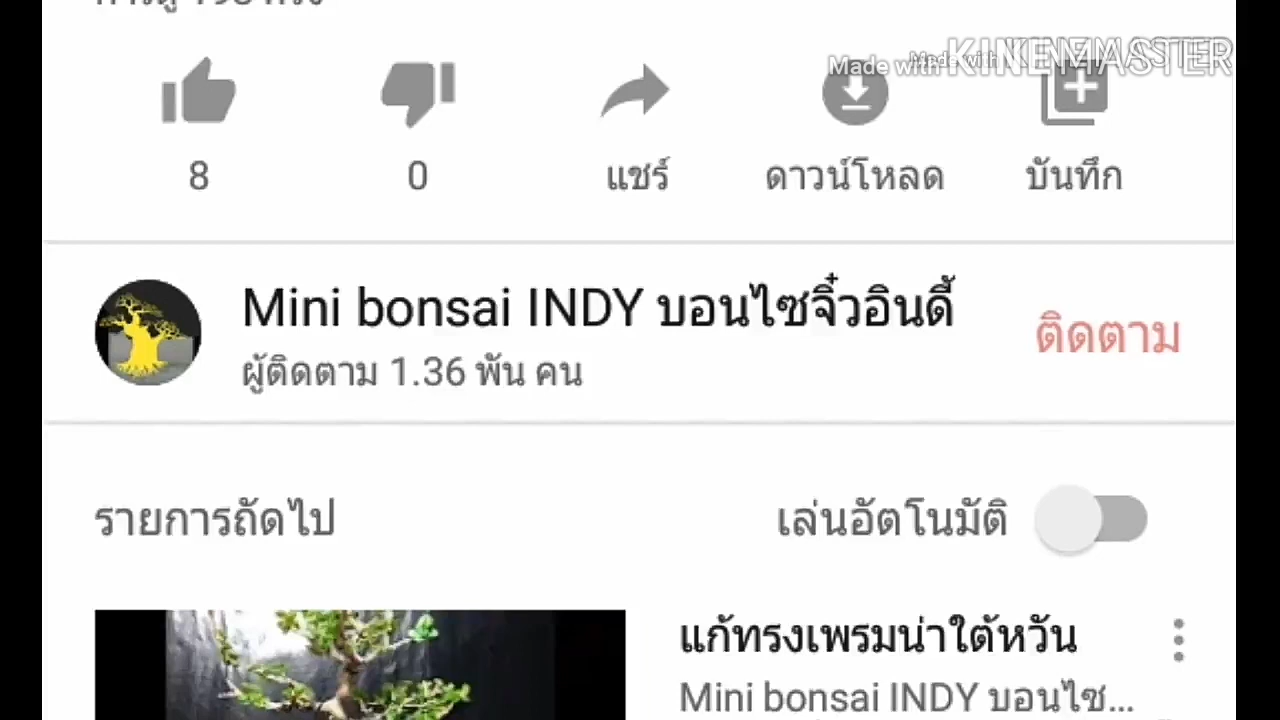 Made with KINEMASTER
8
0
แชร์
ดาวน์โหลด
บันทึก
Mini bonsai INDY บอนไซจิ๋วอินดี้
ติดตาม
ผู้ติดตาม 1.36 พัน คน
รายการถัดไป
เล่นอัตโนมัติ
แก้ทรงเพรมน่าใต้หวัน
Mini bonsai INDY บอนไซ...